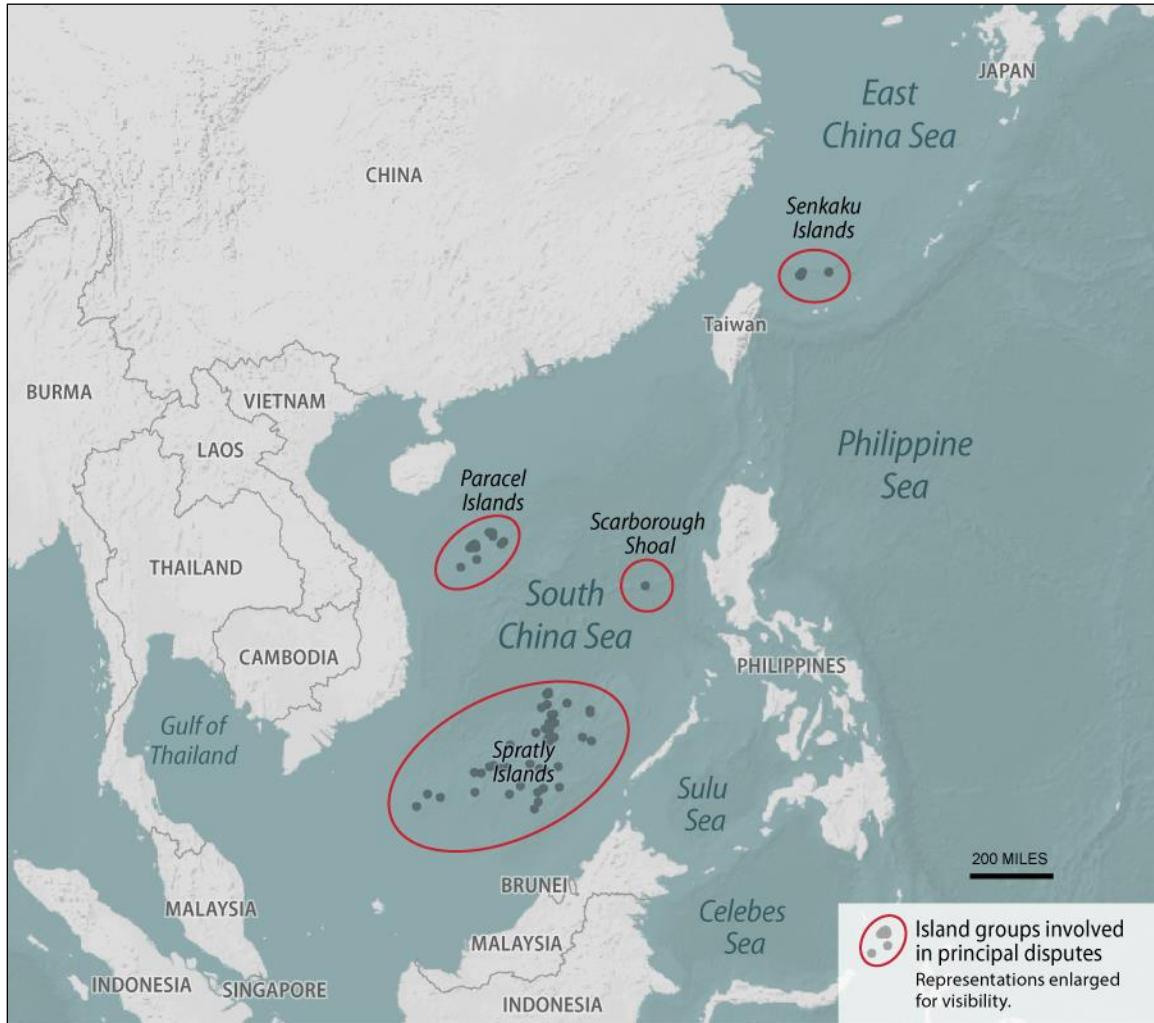 JAPAN
East
China Sea
CHINA
Senkaku
Islands
Taiwan
BURMA
VIETNAM
LAOS
Philippine
Sea
Paracel
Islands
Scarborough
Shoal
THAILAND
South
China Sea
CAMBODIA
PHILIPPINES
Gulf of
Thailand
Spratly
Islands
Sulu
Sea
200 MILES
BRUNEI
MALAYSIA
Celebes
Sea
MALAYSIA
INDONESIA
SINGAPORE
INDONESIA
Island groups involved
in principal disputes
Representations enlarged
for visibility.